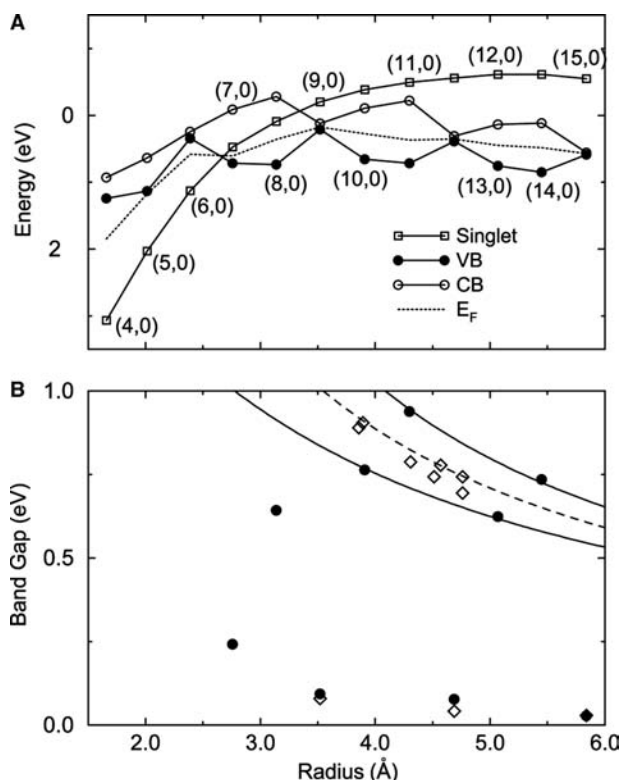 A
(7,0)
(9,0)
(11,0)
(12,0)
(15,0)
0
(8,0)
(10,0)
(13,0)
(14,0)
(6,0)
Energy (eV)
2
(5,0)
(4,0)
Singlet
VB
CB
E_F
B
1.0
Band Gap (eV)
0.5
0.0
2.0 3.0 4.0 5.0 6.0
Radius (Å)